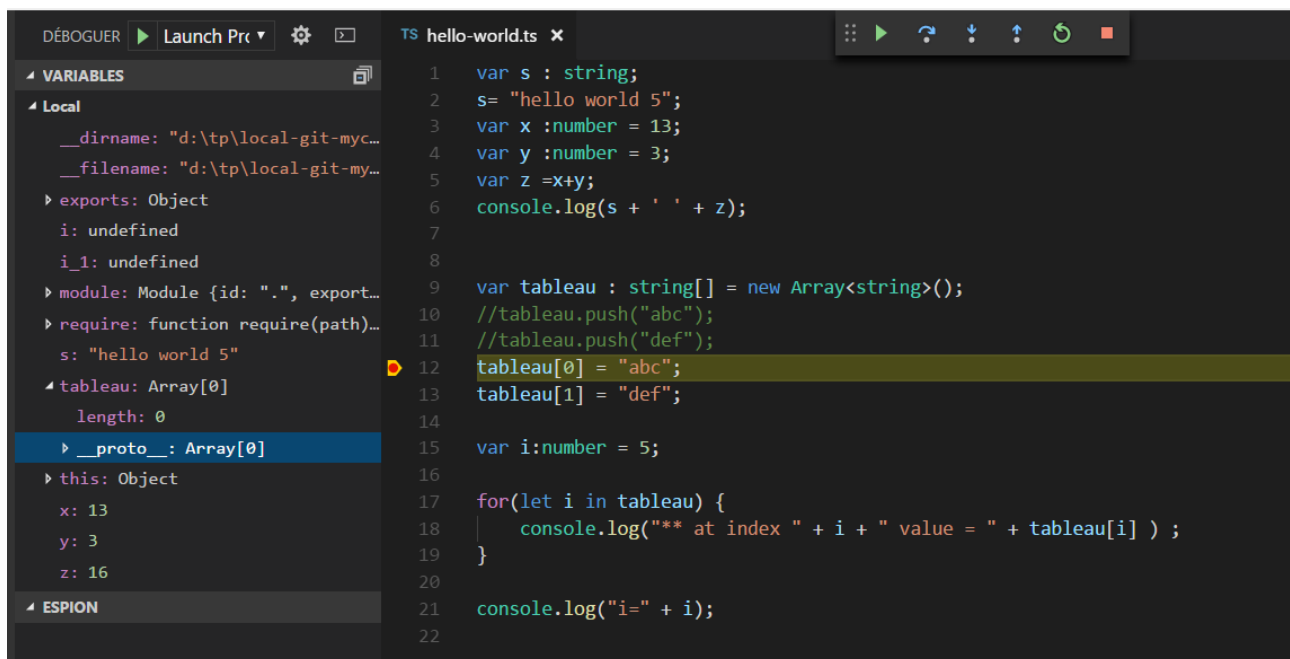 DÉBOGUER Launch Prc
VARIABLES
Local
__dirname: "d:\tp\local-git-myc…
__filename: "d:\tp\local-git-my…
exports: Object
i: undefined
i_1: undefined
module: Module {id: ".", export…
require: function require(path)…
s: "hello world 5"
tableau: Array[0]
length: 0
__proto__: Array[0]
this: Object
x: 13
y: 3
z: 16
ESPION
TS hello-world.ts ×
1 var s : string;
2 s= "hello world 5";
3 var x :number = 13;
4 var y :number = 3;
5 var z =x+y;
6 console.log(s + ' ' + z);
7
8
9 var tableau : string[] = new Array<string>();
10 //tableau.push("abc");
11 //tableau.push("def");
12 tableau[0] = "abc";
13 tableau[1] = "def";
14
15 var i:number = 5;
16
17 for(let i in tableau) {
18 console.log("** at index " + i + " value = " + tableau[i] ) ;
19 }
20
21 console.log("i=" + i);
22